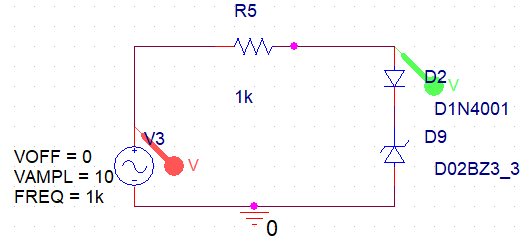 R5
1k
D2
V
D1N4001
D9
D02BZ3_3
V3
V
VOFF = 0
VAMPL = 10
FREQ = 1k
0